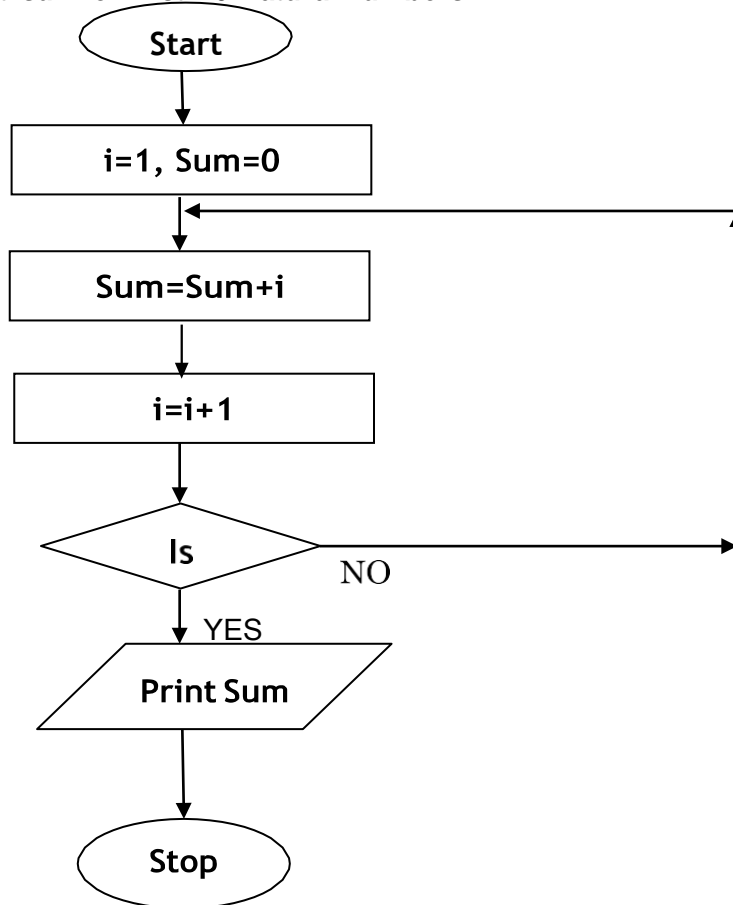 Start
i=1, Sum=0
Sum=Sum+i
i=i+1
Is
NO
YES
Print Sum
Stop